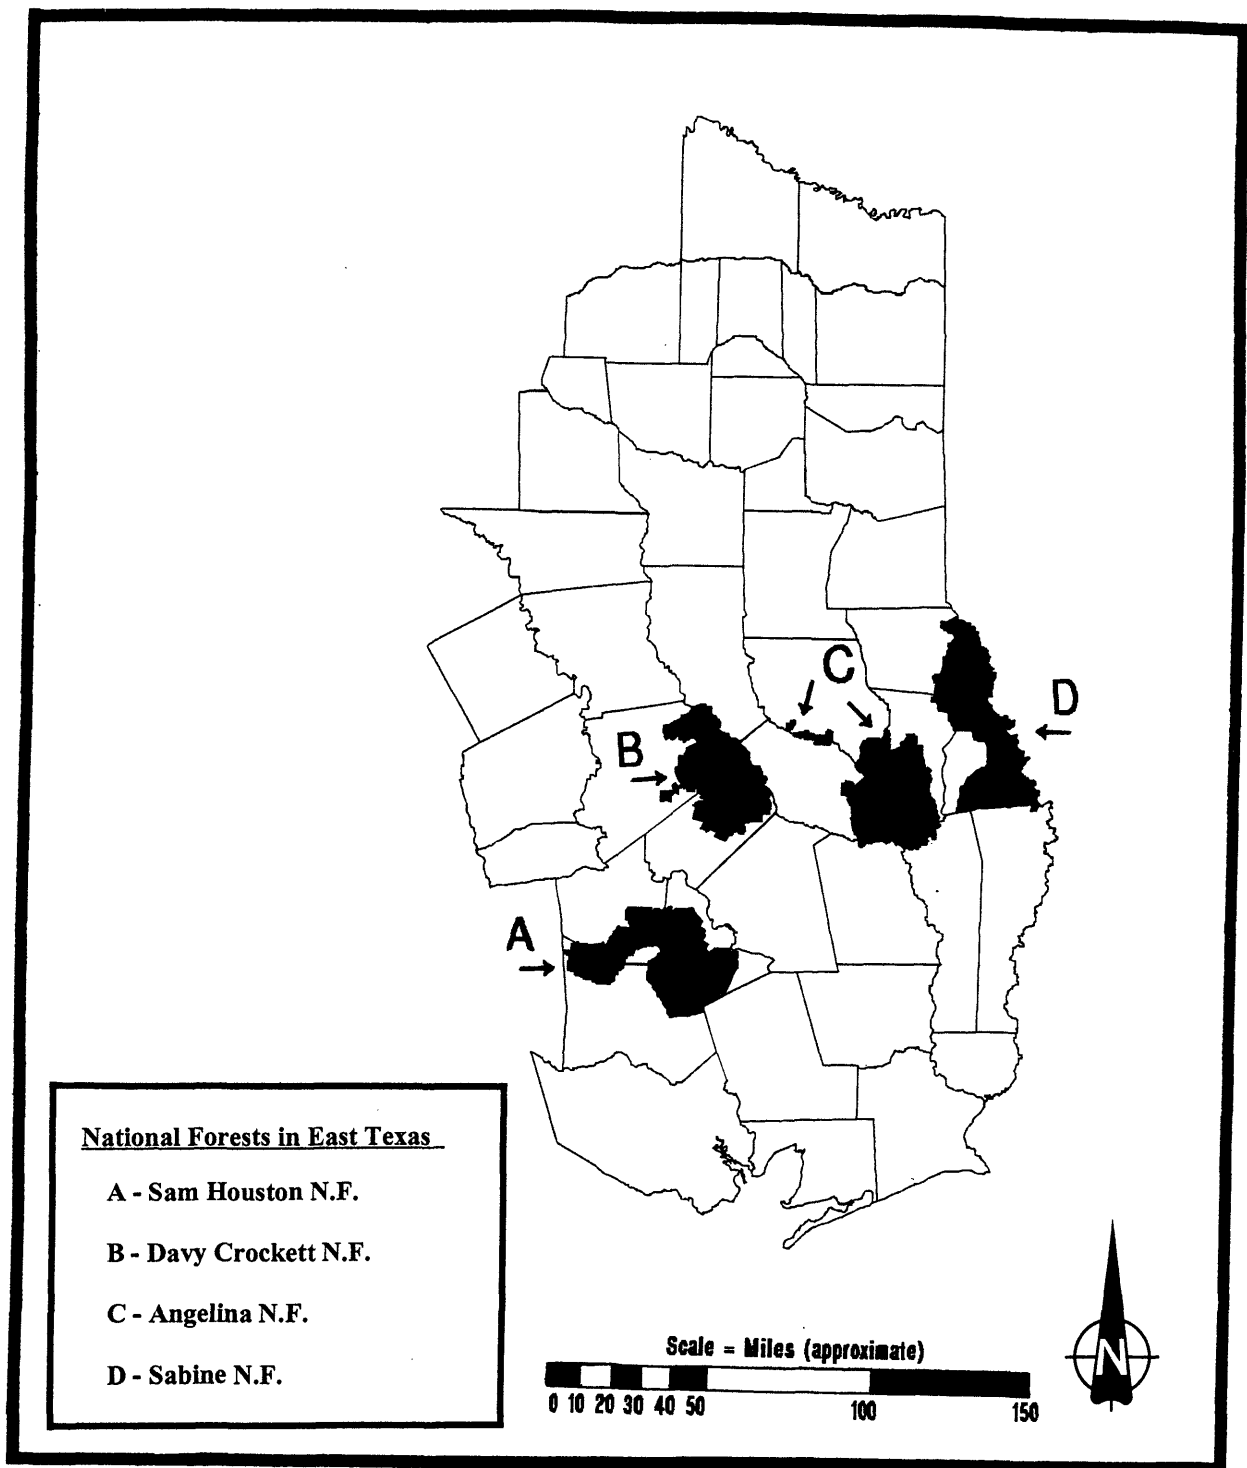 C
D
B
A
National Forests in East Texas
A - Sam Houston N.F.
B - Davy Crockett N.F.
C - Angelina N.F.
D - Sabine N.F.
Scale = Miles (approximate)
0 10 20 30 40 50 100 150
N